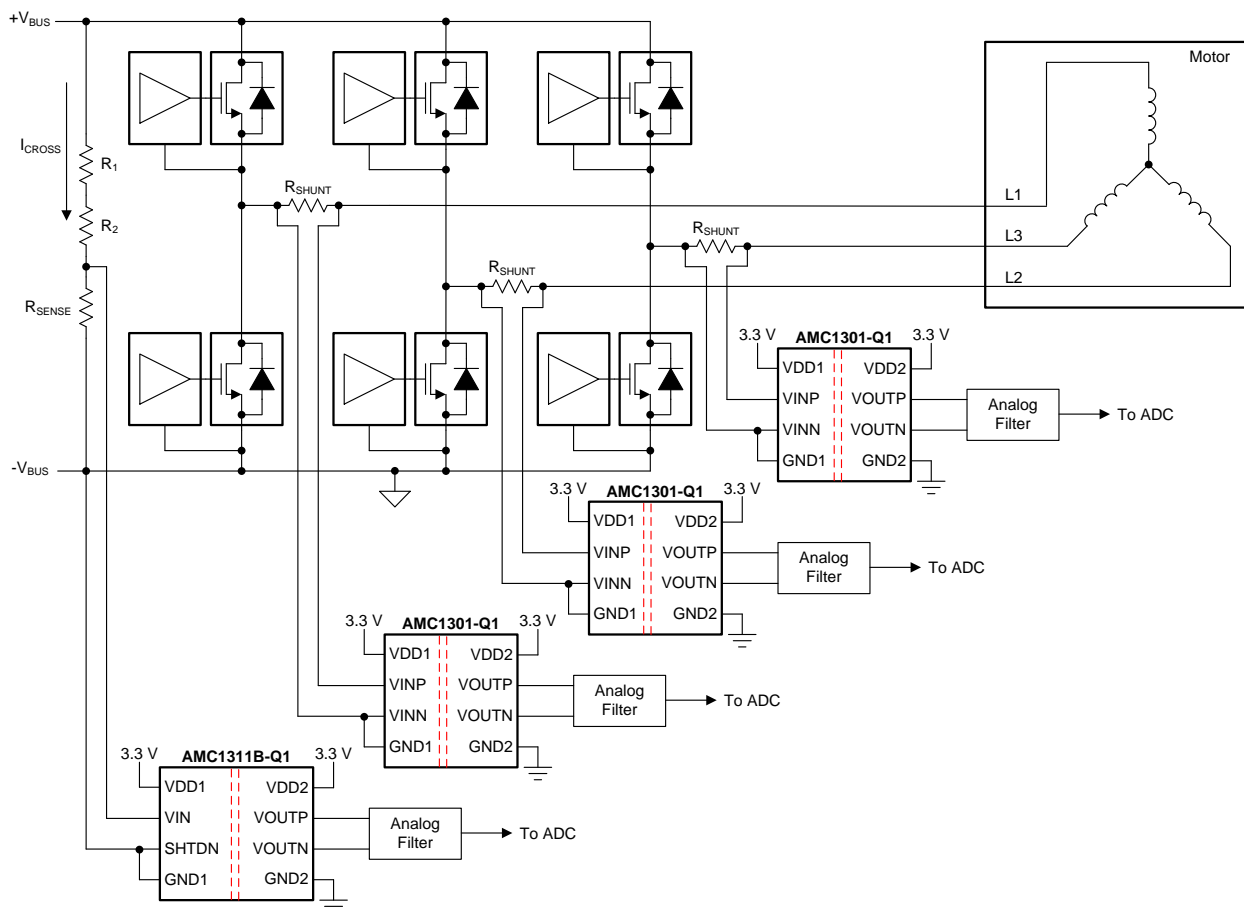 +VBUS
Motor
ICROSS
R1
RSHUNT
L1
R2
RSHUNT
L3
RSHUNT
L2
RSENSE
AMC1301-Q1
3.3 V
3.3 V
VDD1
VDD2
VINP
VOUTP
Analog
Filter
To ADC
VINN
VOUTN
GND1
GND2
-VBUS
AMC1301-Q1
3.3 V
3.3 V
VDD1
VDD2
VINP
VOUTP
Analog
Filter
To ADC
VINN
VOUTN
GND1
GND2
AMC1301-Q1
3.3 V
3.3 V
VDD1
VDD2
VINP
VOUTP
Analog
Filter
To ADC
VINN
VOUTN
GND1
GND2
AMC1311B-Q1
3.3 V
3.3 V
VDD1
VDD2
VIN
VOUTP
Analog
Filter
To ADC
SHTDN
VOUTN
GND1
GND2